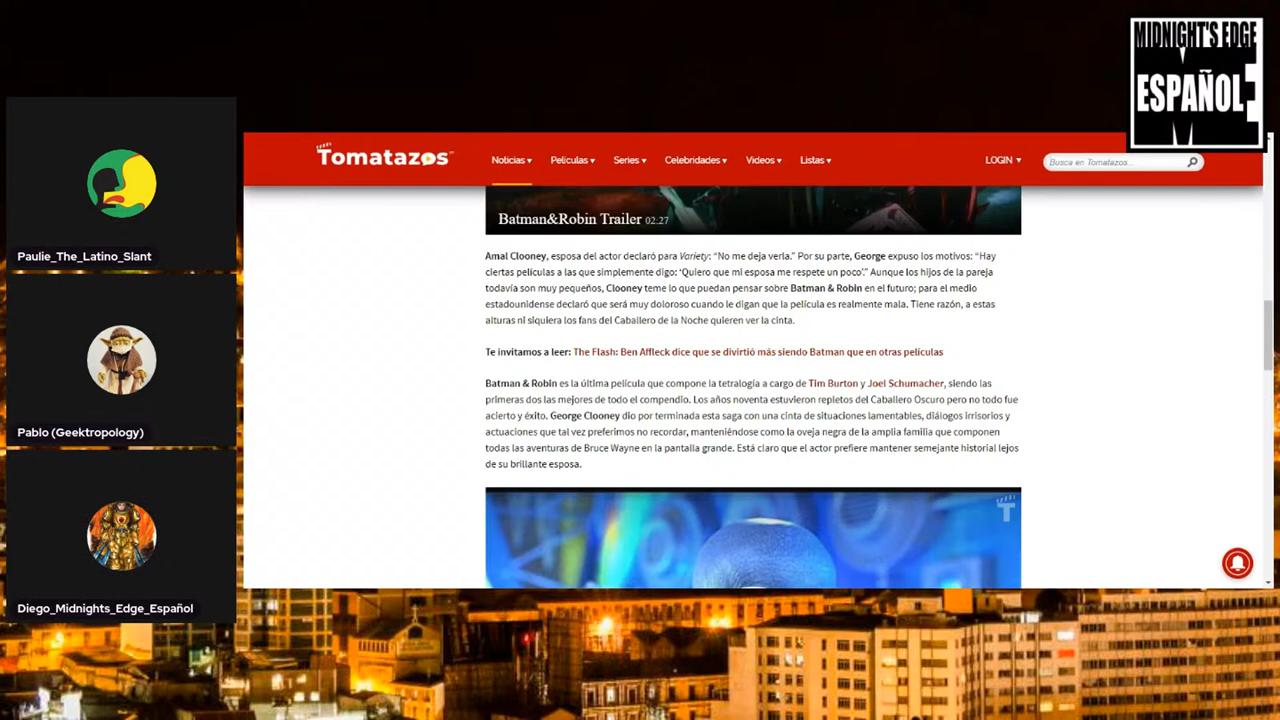 MIDNIGHT'S EDGE
ESPAÑOL
Tomatazos
Noticias
Películas
Series
Celebridades
Videos
Listas
LOGIN
Busca en Tomatazos...
Batman&Robin Trailer 02:27
Amal Clooney, esposa del actor declaró para Variety: “No me deja verla.” Por su parte, George expuso los motivos: “Hay
ciertas películas a las que simplemente digo: ‘Quiero que mi esposa me respete un poco’.” Aunque los hijos de la pareja
todavía son muy pequeños, Clooney teme lo que puedan pensar sobre Batman & Robin en el futuro; para el medio
estadounidense declaró que será muy doloroso cuando le digan que la película es realmente mala. Tiene razón, a estas
alturas ni siquiera los fans del Caballero de la Noche quieren ver la cinta.
Te invitamos a leer: The Flash: Ben Affleck dice que se divirtió más siendo Batman que en otras películas
Batman & Robin es la última película que compone la tetralogía a cargo de Tim Burton y Joel Schumacher, siendo las
primeras dos las mejores de todo el compendio. Los años noventa estuvieron repletos del Caballero Oscuro pero no todo fue
acierto y éxito. George Clooney dio por terminada esta saga con una cinta de situaciones lamentables, diálogos irrisorios y
actuaciones que tal vez preferimos no recordar, manteniéndose como la oveja negra de la amplia familia que componen
todas las aventuras de Bruce Wayne en la pantalla grande. Está claro que el actor prefiere mantener semejante historial lejos
de su brillante esposa.
T
Paulie_The_Latino_Slant
Pablo (Geektropology)
Diego_Midnights_Edge_Español